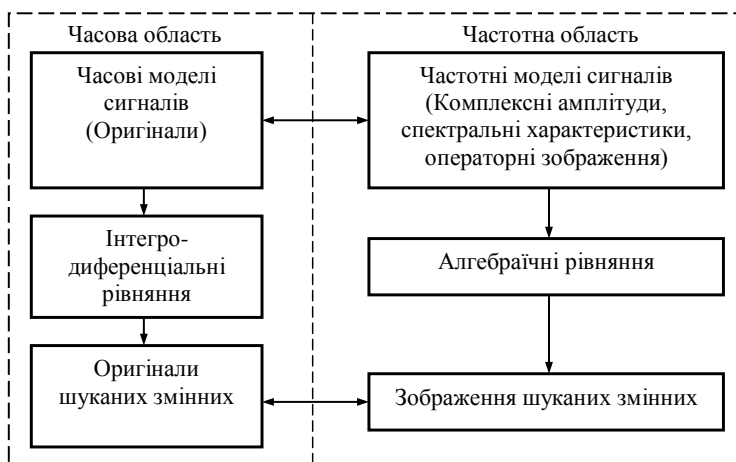 Часова область
Часові моделі
сигналів
(Оригінали)
Інтегро-
диференціальні
рівняння
Оригінали
шуканих змінних
Частотна область
Частотні моделі сигналів
(Комплексні амплітуди,
спектральні характеристики,
операторні зображення)
Алгебраїчні рівняння
Зображення шуканих змінних